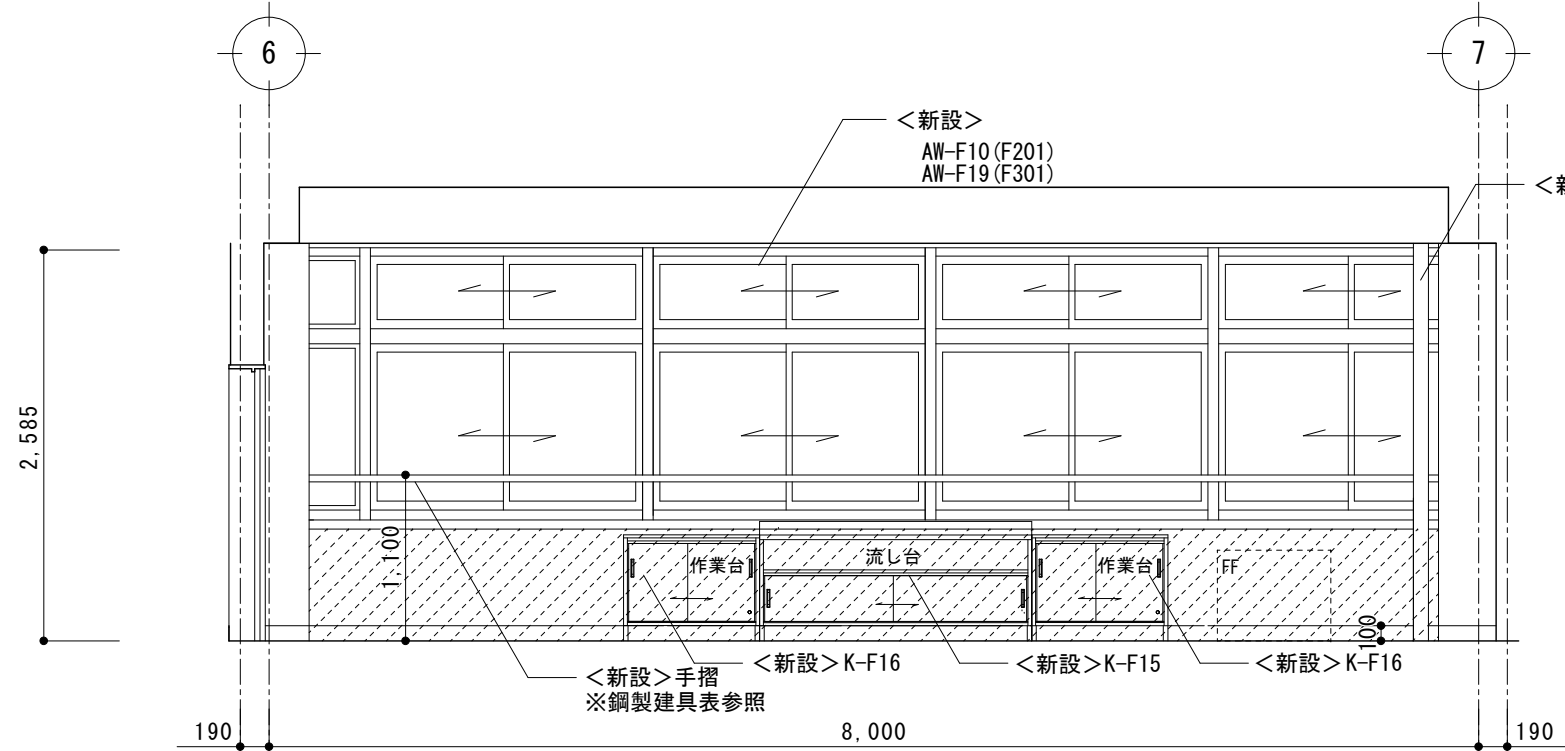 6
7
＜新設＞
AW-F10(F201)
AW-F19(F301)
＜新
2,585
1,100
作業台
流し台
作業台
FF
100
＜新設＞K-F16
＜新設＞K-F15
＜新設＞K-F16
＜新設＞手摺
※鋼製建具表参照
190
8,000
190